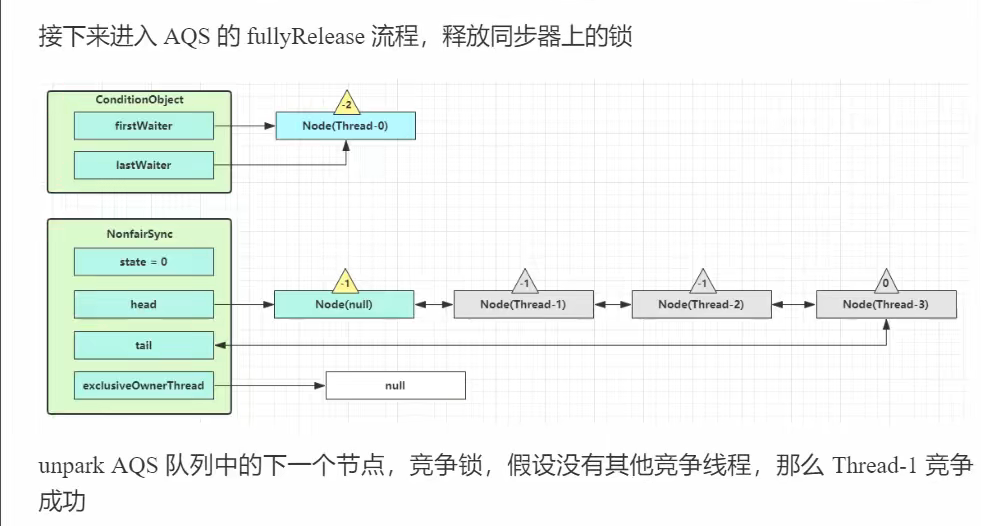 接下来进入 AQS 的 fullyRelease 流程，释放同步器上的锁
ConditionObject
-2
firstWaiter
Node(Thread-0)
lastWaiter
NonfairSync
state = 0
-1
-1
-1
0
head
Node(null)
Node(Thread-1)
Node(Thread-2)
Node(Thread-3)
tail
exclusiveOwnerThread
null
unpark AQS 队列中的下一个节点，竞争锁，假设没有其他竞争线程，那么 Thread-1 竞争
成功